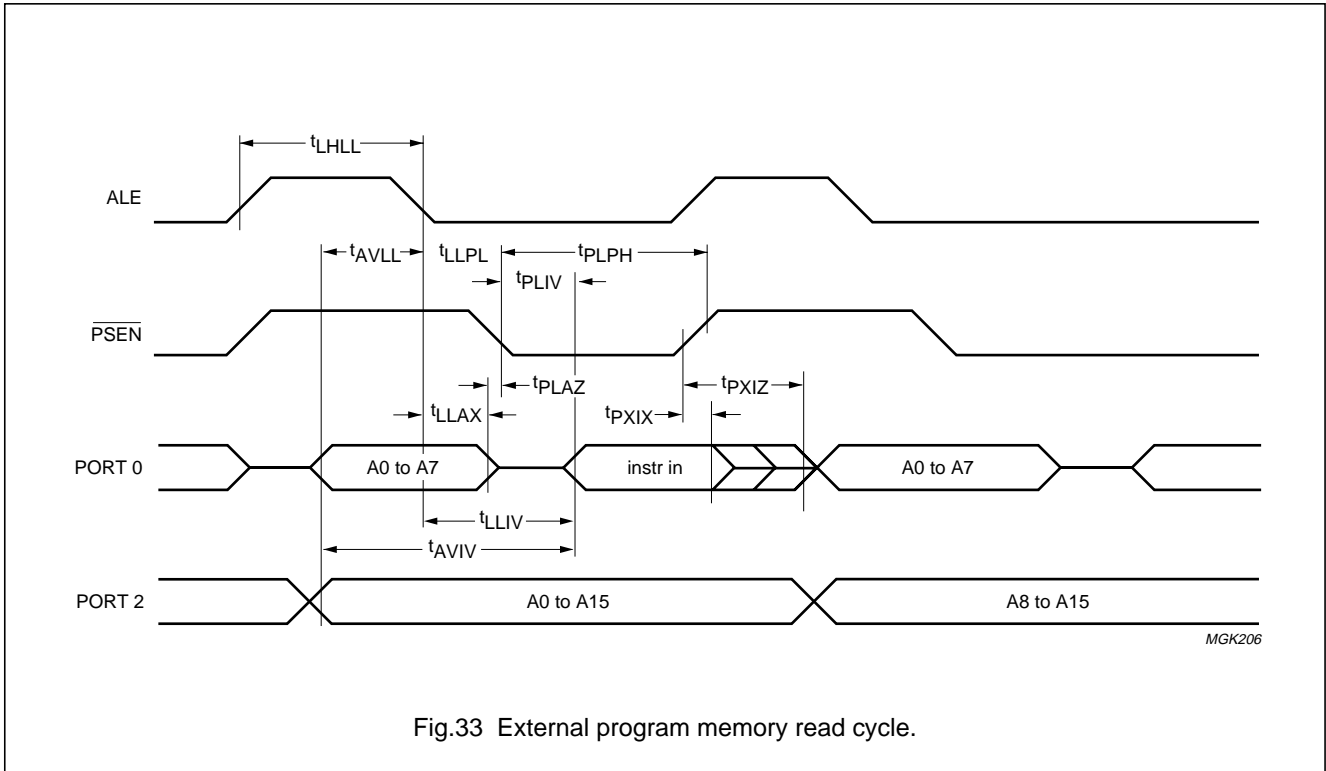 tLHLL
ALE
tAVLL tLLPL tPLPH
tPLIV
PSEN
tPLAZ tPXIZ
tLLAX tPXIX
PORT 0 A0 to A7 instr in A0 to A7
tLLIV
tAVIV
PORT 2 A0 to A15 A8 to A15
MGK206
Fig.33 External program memory read cycle.